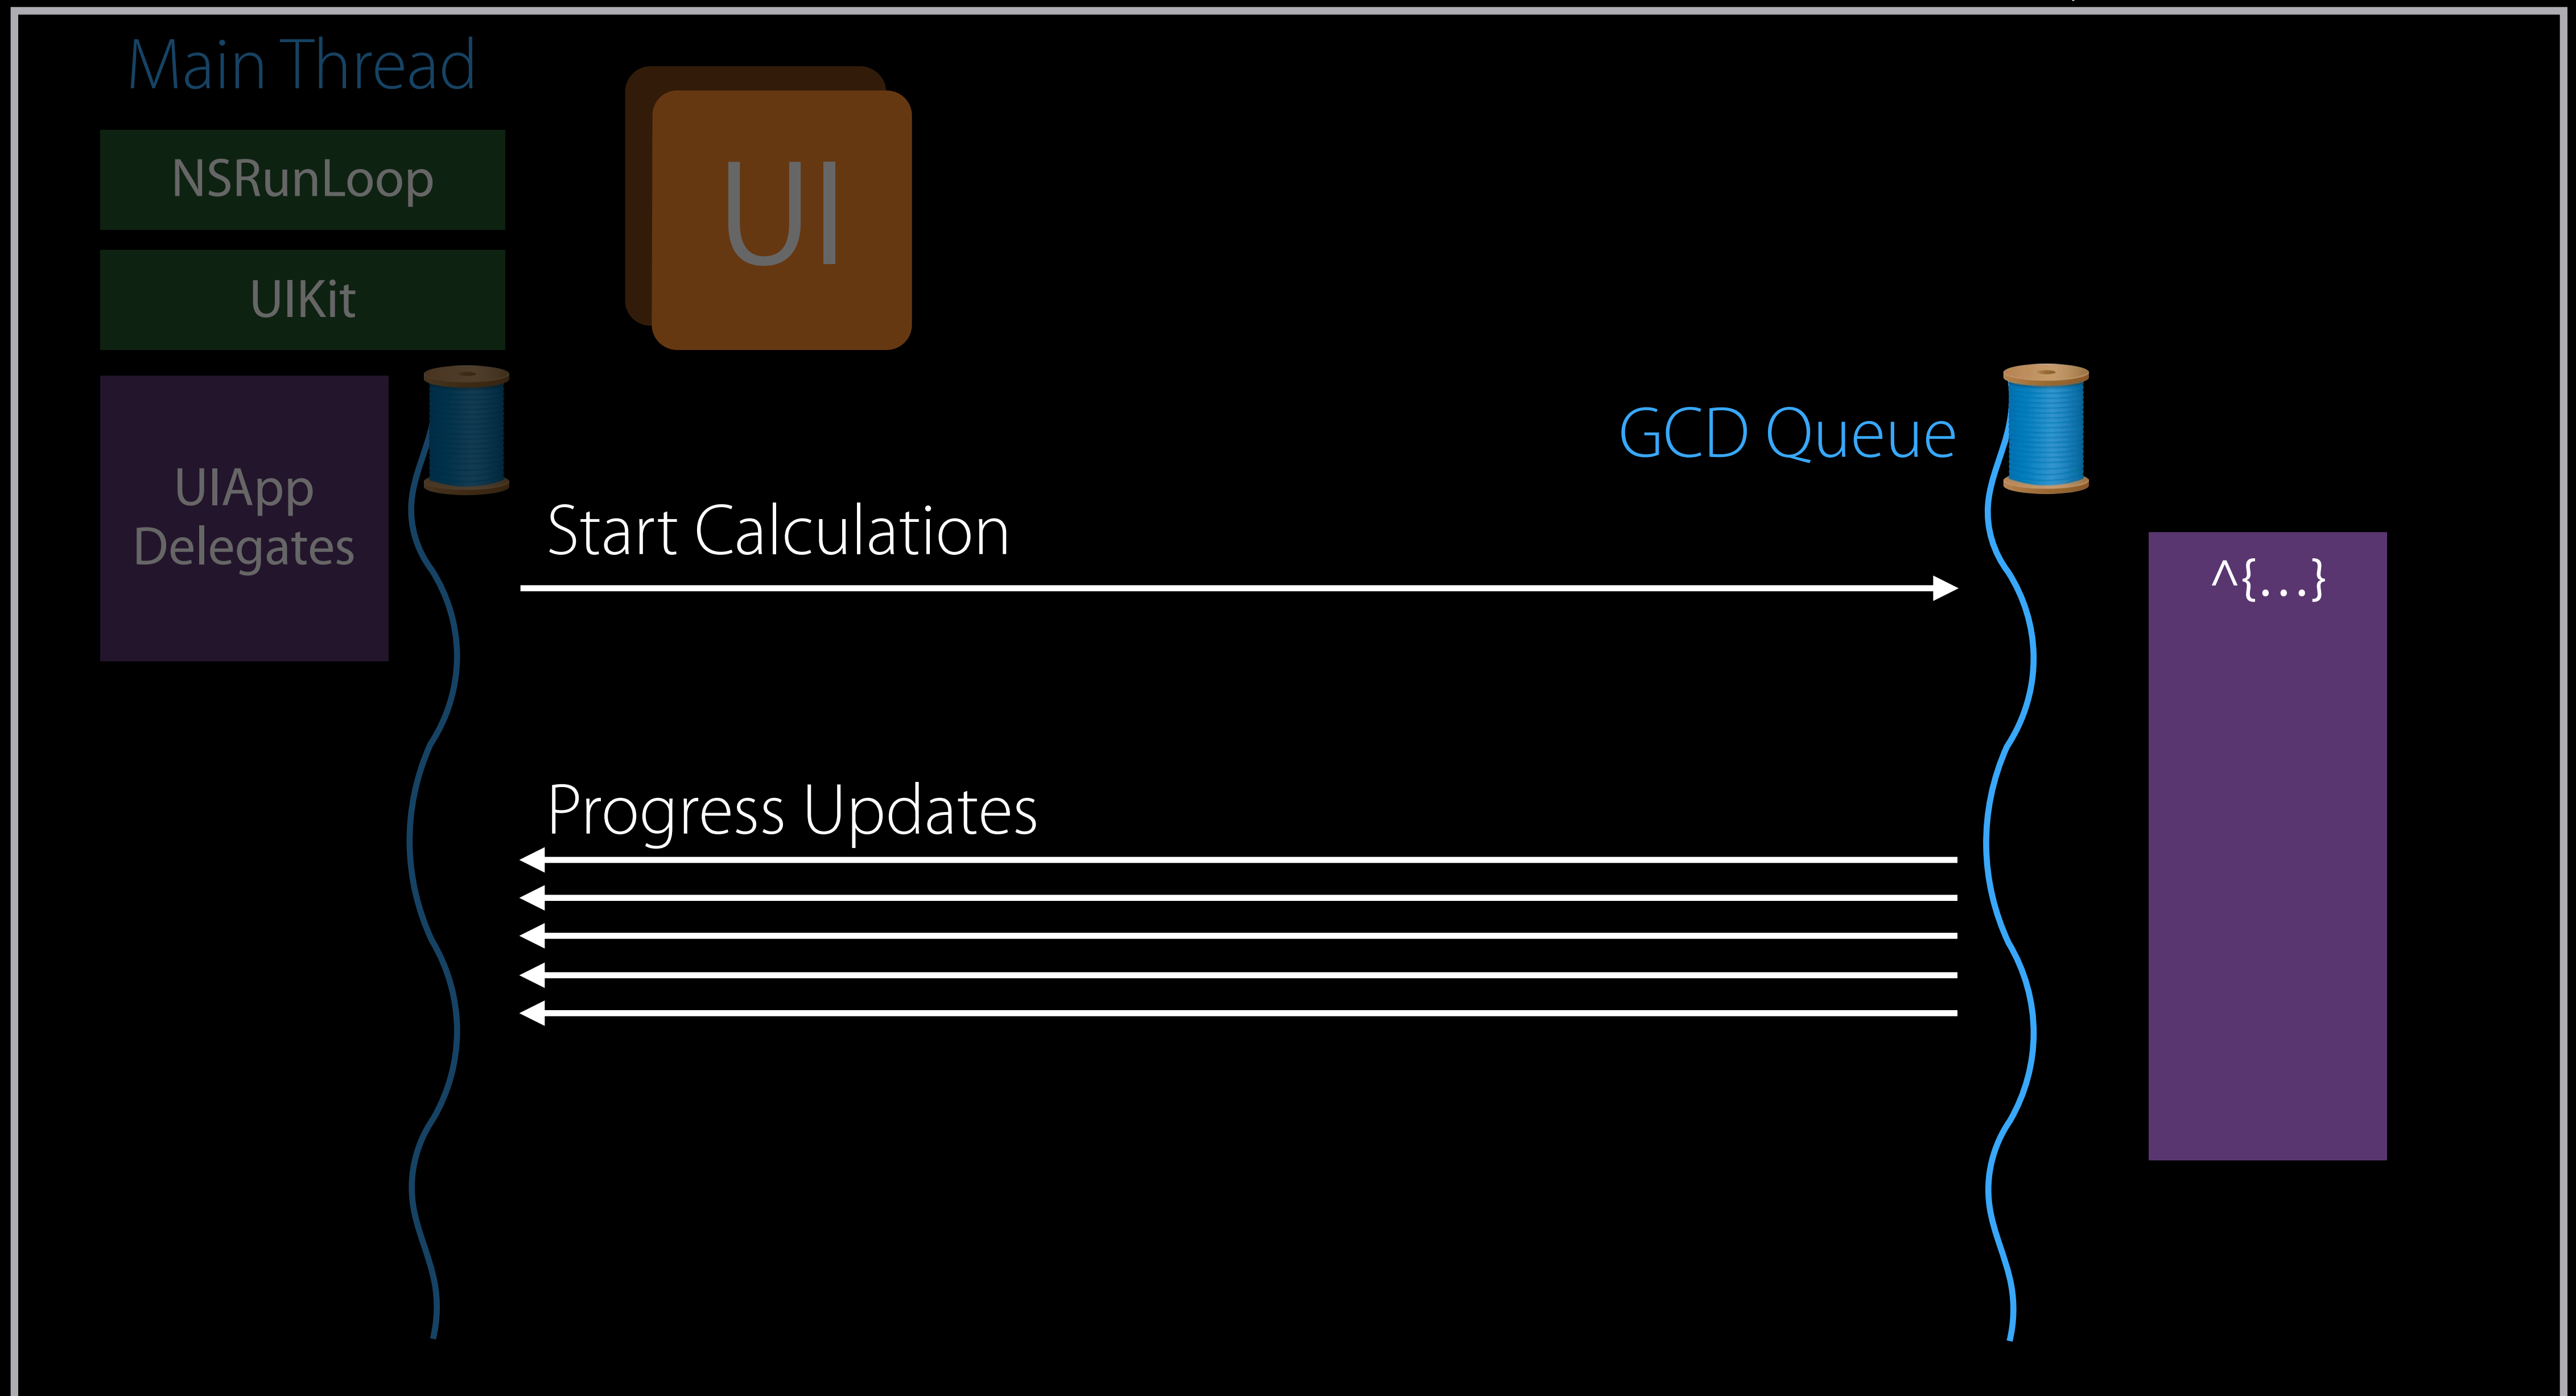 Main Thread
NSRunLoop
UIKit
UIApp
Delegates
UI
GCD Queue
Start Calculation
^{...}
Progress Updates